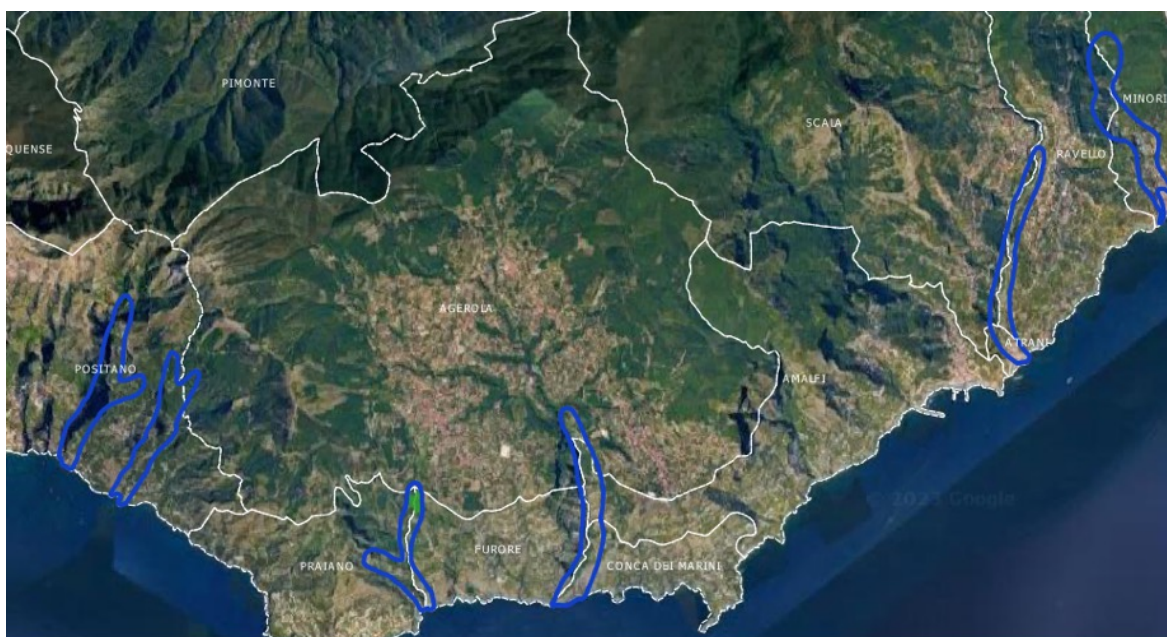 PIMONTE
MINORI
SCALA
QUENSE
RAVELLO
AGEROLA
ATRANI
POSITANO
AMALFI
© 2023 Google
FURORE
PRAIANO
CONCA DEI MARINI